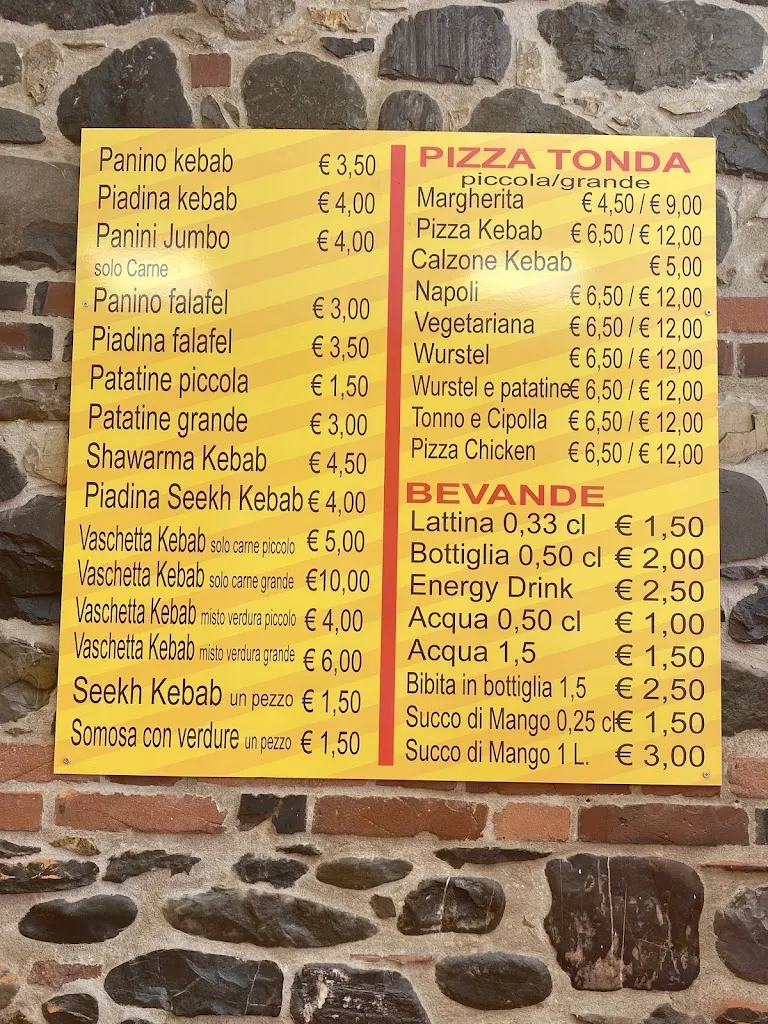 Panino kebab € 3,50
Piadina kebab € 4,00
Panini Jumbo € 4,00
solo Carne
Panino falafel € 3,00
Piadina falafel € 3,50
Patatine piccola € 1,50
Patatine grande € 3,00
Shawarma Kebab € 4,50
Piadina Seekh Kebab € 4,00
Vaschetta Kebab solo carne piccolo € 5,00
Vaschetta Kebab solo carne grande €10,00
Vaschetta Kebab misto verdura piccolo € 4,00
Vaschetta Kebab misto verdura grande € 6,00
Seekh Kebab un pezzo € 1,50
Somosa con verdure un pezzo € 1,50
PIZZA TONDA
piccola/grande
Margherita € 4,50 / € 9,00
Pizza Kebab € 6,50 / € 12,00
Calzone Kebab € 5,00
Napoli € 6,50 / € 12,00
Vegetariana € 6,50 / € 12,00
Wurstel € 6,50 / € 12,00
Wurstel e patatine € 6,50 / € 12,00
Tonno e Cipolla € 6,50 / € 12,00
Pizza Chicken € 6,50 / € 12,00
BEVANDE
Lattina 0,33 cl € 1,50
Bottiglia 0,50 cl € 2,00
Energy Drink € 2,50
Acqua 0,50 cl € 1,00
Acqua 1,5 € 1,50
Bibita in bottiglia 1,5 € 2,50
Succo di Mango 0,25 cl € 1,50
Succo di Mango 1 L. € 3,00